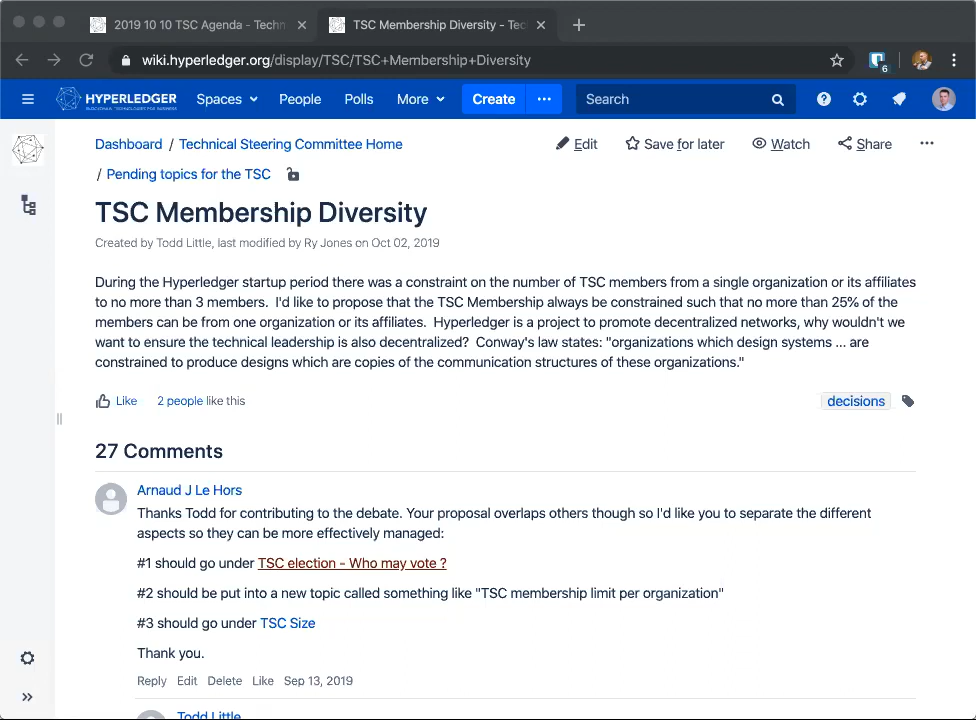 2019 10 10 TSC Agenda - Techn
TSC Membership Diversity - Tec
wiki.hyperledger.org/display/TSC/TSC+Membership+Diversity
6
HYPERLEDGER
Spaces
People
Polls
More
Create
Search
Dashboard / Technical Steering Committee Home
Edit
Save for later
Watch
Share
/ Pending topics for the TSC
TSC Membership Diversity
Created by Todd Little, last modified by Ry Jones on Oct 02, 2019
During the Hyperledger startup period there was a constraint on the number of TSC members from a single organization or its affiliates
to no more than 3 members.  I'd like to propose that the TSC Membership always be constrained such that no more than 25% of the
members can be from one organization or its affiliates.  Hyperledger is a project to promote decentralized networks, why wouldn't we
want to ensure the technical leadership is also decentralized?  Conway's law states: "organizations which design systems ... are
constrained to produce designs which are copies of the communication structures of these organizations."
Like
2 people like this
decisions
27 Comments
Arnaud J Le Hors
Thanks Todd for contributing to the debate. Your proposal overlaps others though so I'd like you to separate the different
aspects so they can be more effectively managed:
#1 should go under TSC election - Who may vote ?
#2 should be put into a new topic called something like "TSC membership limit per organization"
#3 should go under TSC Size
Thank you.
Reply Edit Delete Like Sep 13, 2019
Todd Little